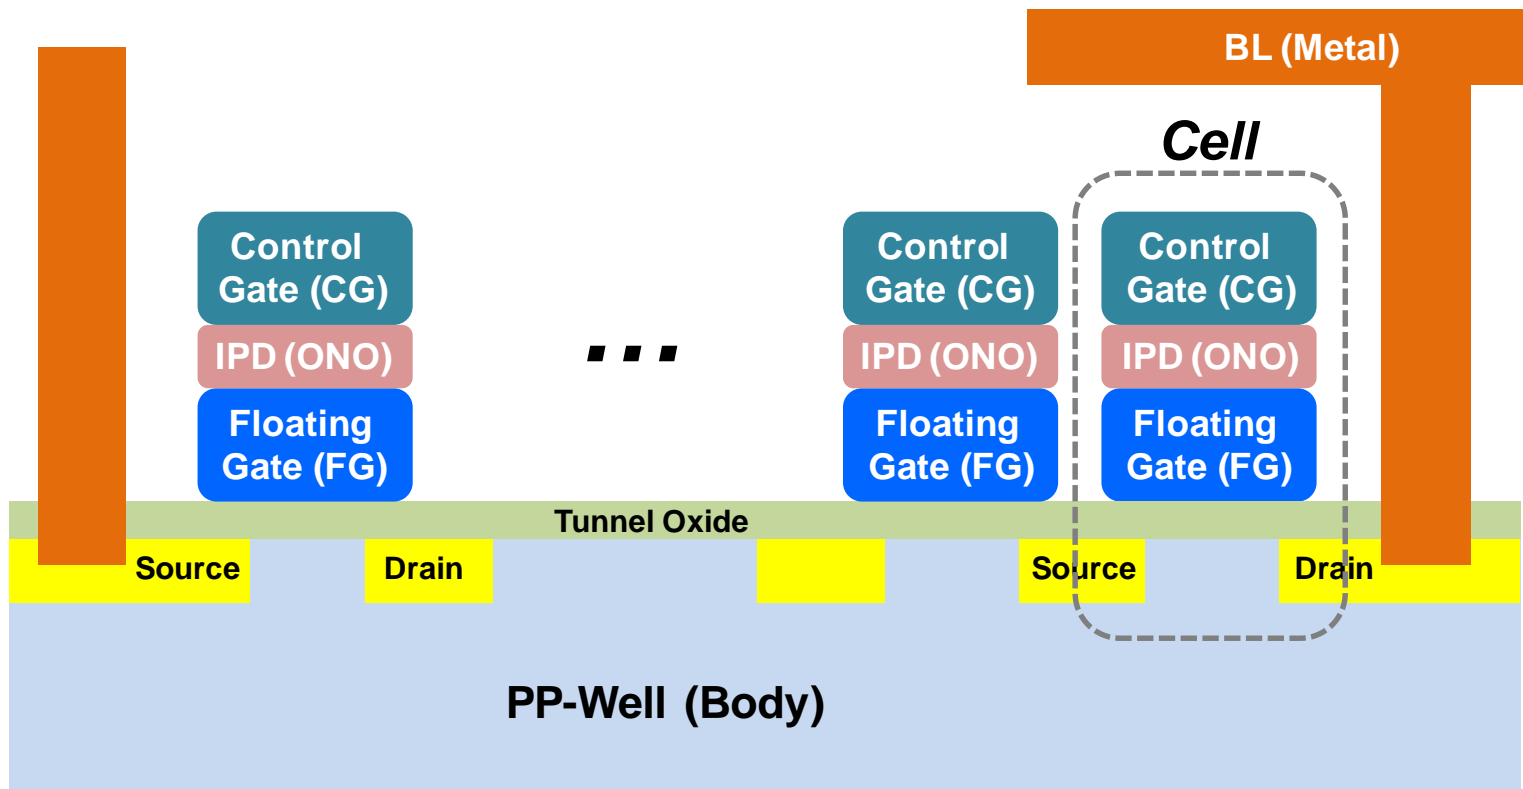 BL (Metal)
Cell
Control
Gate (CG)
IPD (ONO)
Floating
Gate (FG)
...
Control
Gate (CG)
IPD (ONO)
Floating
Gate (FG)
Control
Gate (CG)
IPD (ONO)
Floating
Gate (FG)
Tunnel Oxide
Source
Drain
Source
Drain
PP-Well (Body)